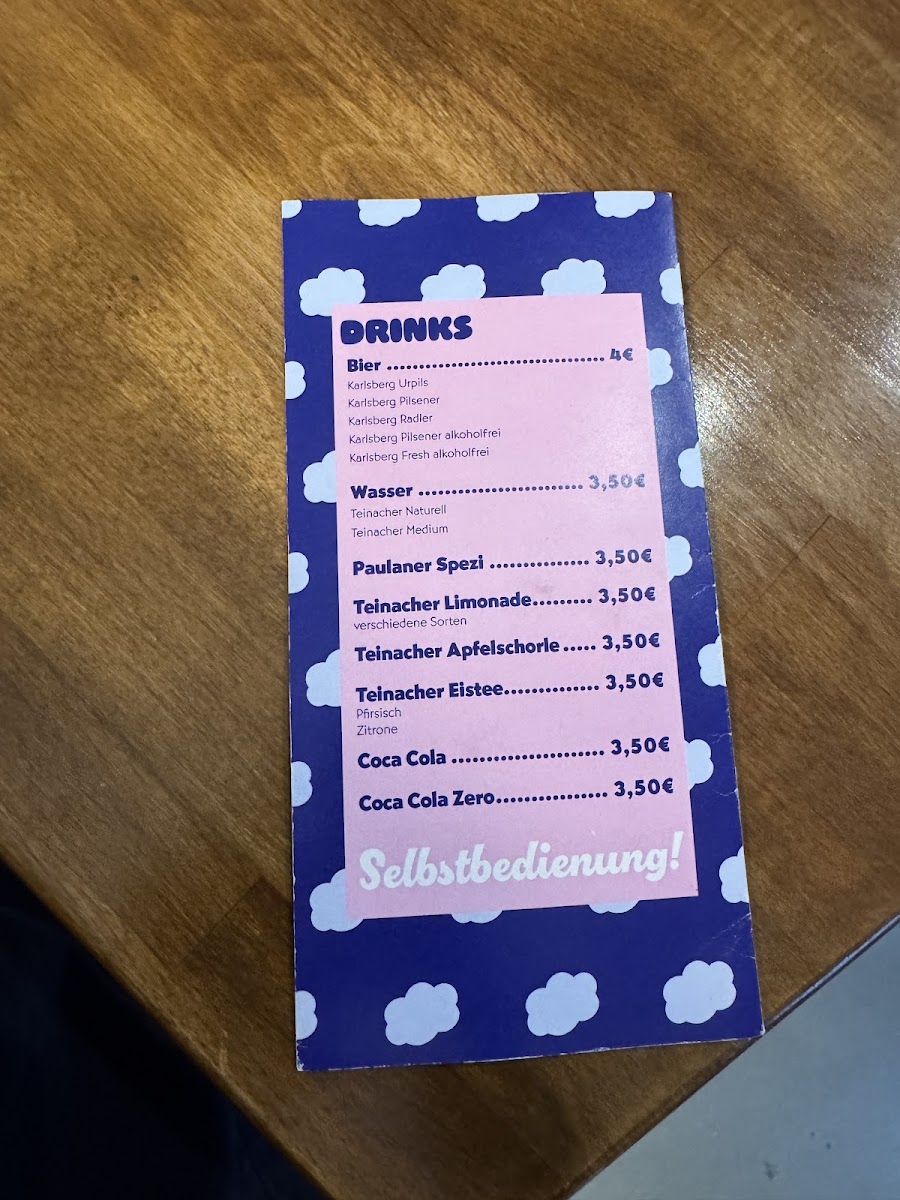 DRINKS
Bier .................................. 4€
Karlsberg Urpils
Karlsberg Pilsener
Karlsberg Radler
Karlsberg Pilsener alkoholfrei
Karlsberg Fresh alkoholfrei
Wasser ......................... 3,50€
Teinacher Naturell
Teinacher Medium
Paulaner Spezi ............... 3,50€
Teinacher Limonade......... 3,50€
verschiedene Sorten
Teinacher Apfelschorle ..... 3,50€
Teinacher Eistee............... 3,50€
Pfirsisch
Zitrone
Coca Cola ....................... 3,50€
Coca Cola Zero................. 3,50€
Selbstbedienung!